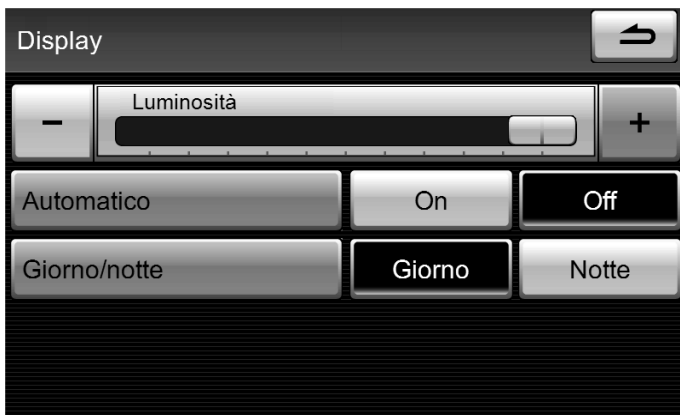 Display
Luminosità
−
+
Automatico On Off
Giorno/notte Giorno Notte